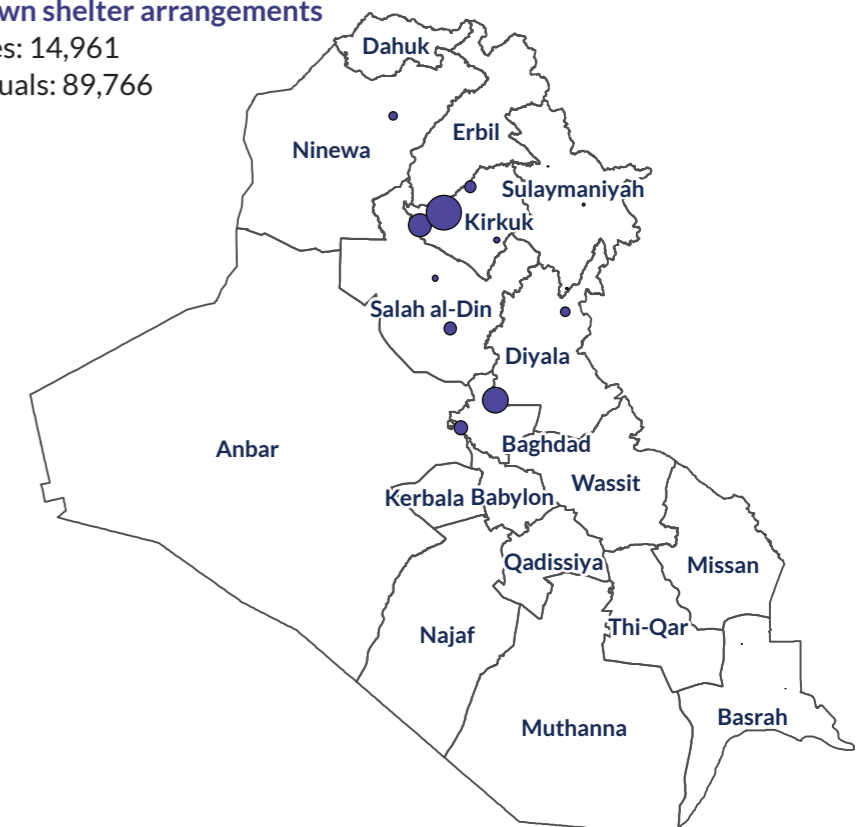 wn shelter arrangements
es: 14,961
uals: 89,766
Dahuk
Erbil
Ninewa
Sulaymaniyah
Kirkuk
Salah al-Din
Diyala
Anbar
Baghdad
Wassit
Kerbala Babylon
Qadissiya
Missan
Najaf
Thi-Qar
Basrah
Muthanna